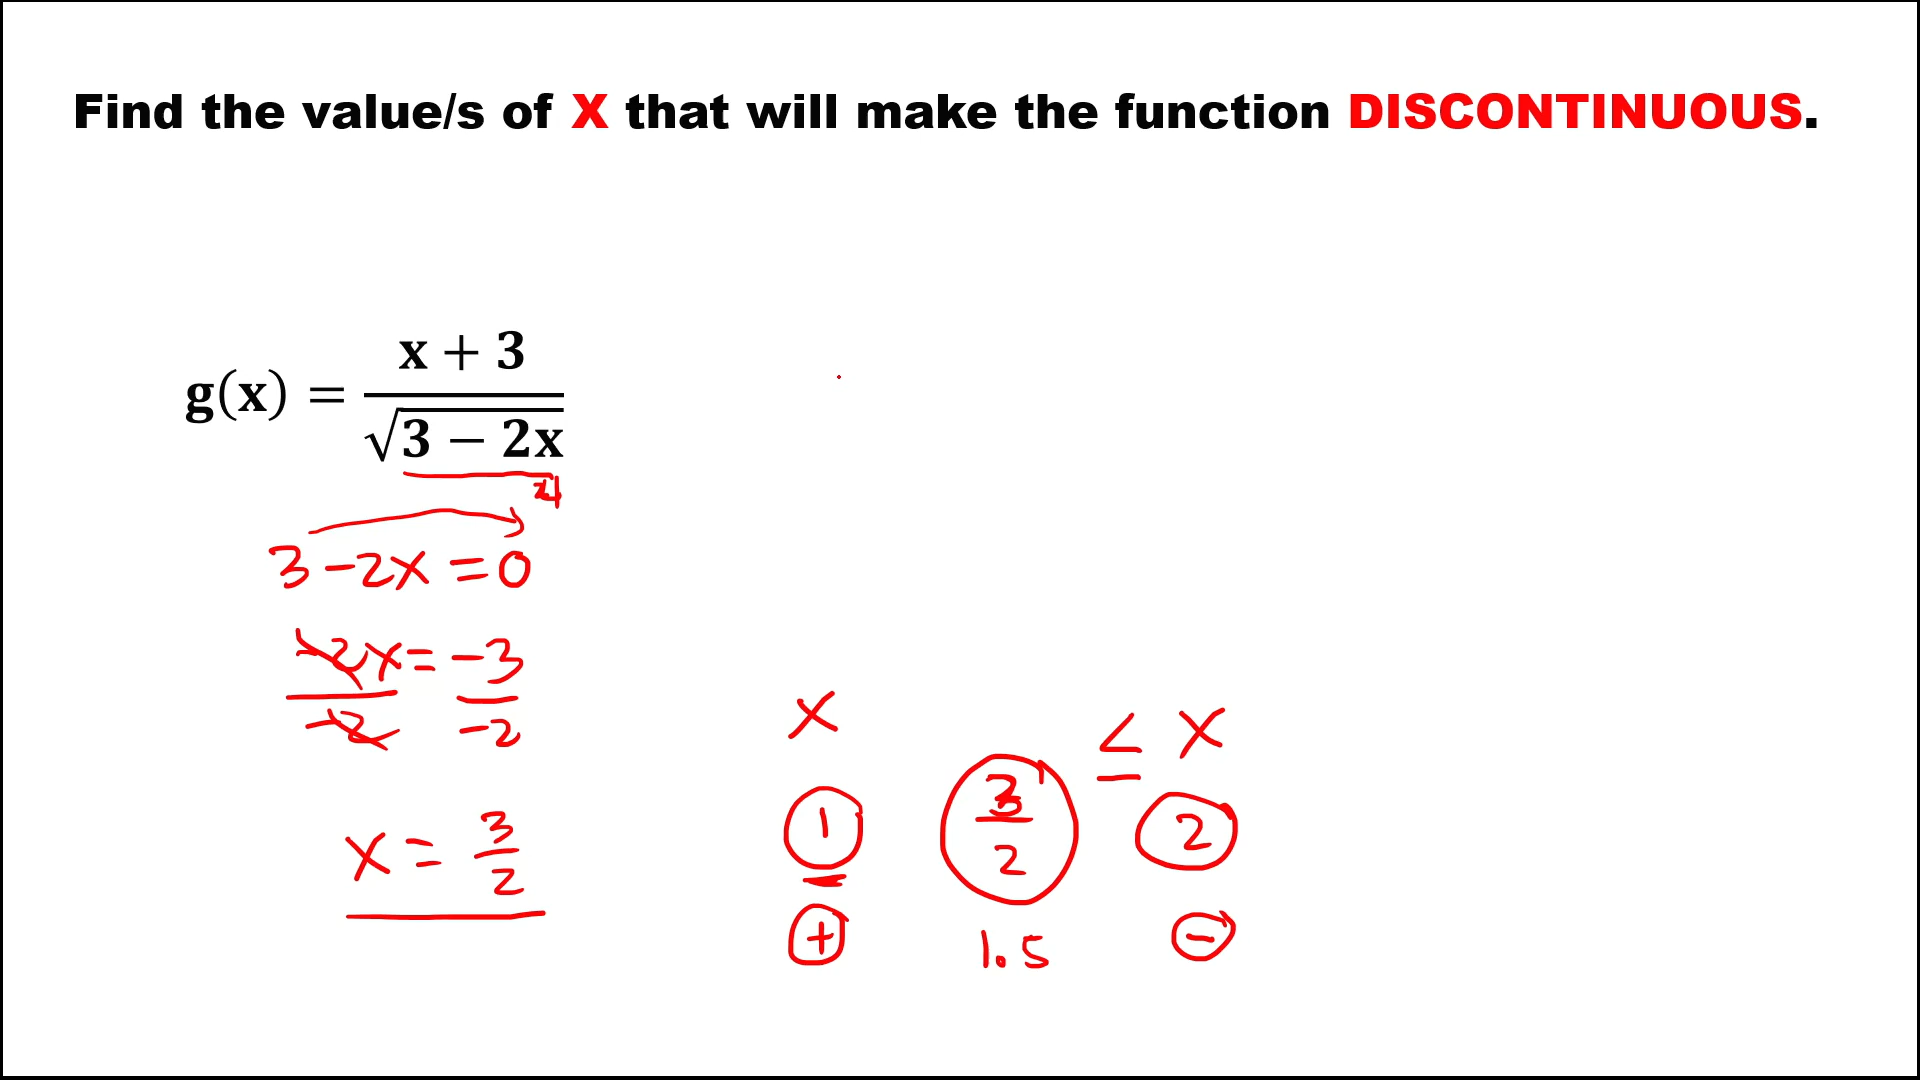 Find the value/s of X that will make the function DISCONTINUOUS.
g(x) = x + 3 / √3 − 2x
3 - 2x = 0
-2x = -3
-2 -2
x = 3/2
x ≤ x
1 3/2 2
+ 1.5 -